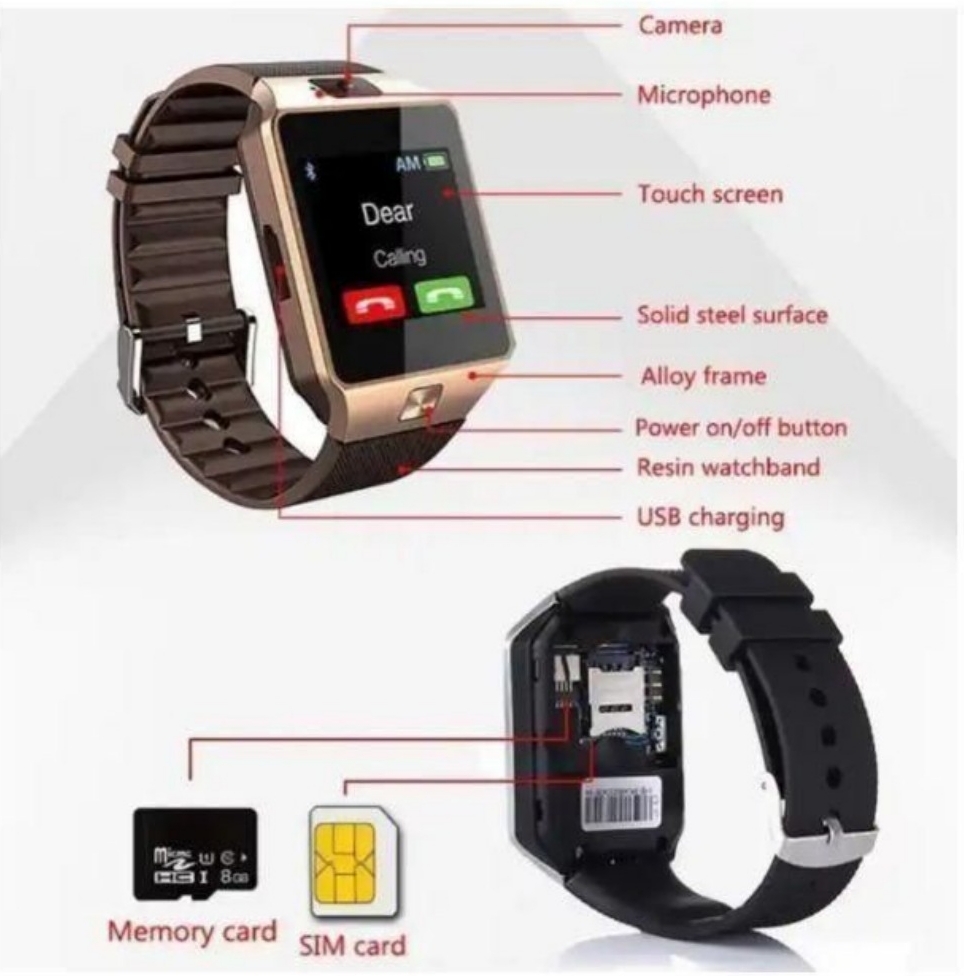 Camera
Microphone
AM
Touch screen
Dear
Calling
Solid steel surface
Alloy frame
Power on/off button
Resin watchband
USB charging
Micro
HC I 8GB
Memory card
SIM card